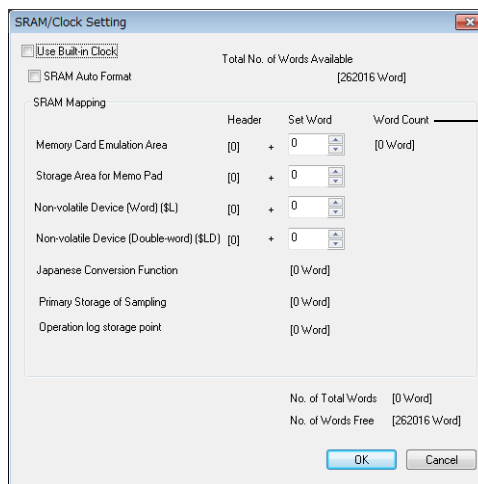 SRAM/Clock Setting
Use Built-in Clock
Total No. of Words Available
SRAM Auto Format [262016 Word]
SRAM Mapping
Header Set Word Word Count
Memory Card Emulation Area [0] + 0 [0 Word]
Storage Area for Memo Pad [0] + 0
Non-volatile Device (Word) ($L) [0] + 0
Non-volatile Device (Double-word) ($LD) [0] + 0
Japanese Conversion Function [0 Word]
Primary Storage of Sampling [0 Word]
Operation log storage point [0 Word]
No. of Total Words [0 Word]
No. of Words Free [262016 Word]
OK Cancel